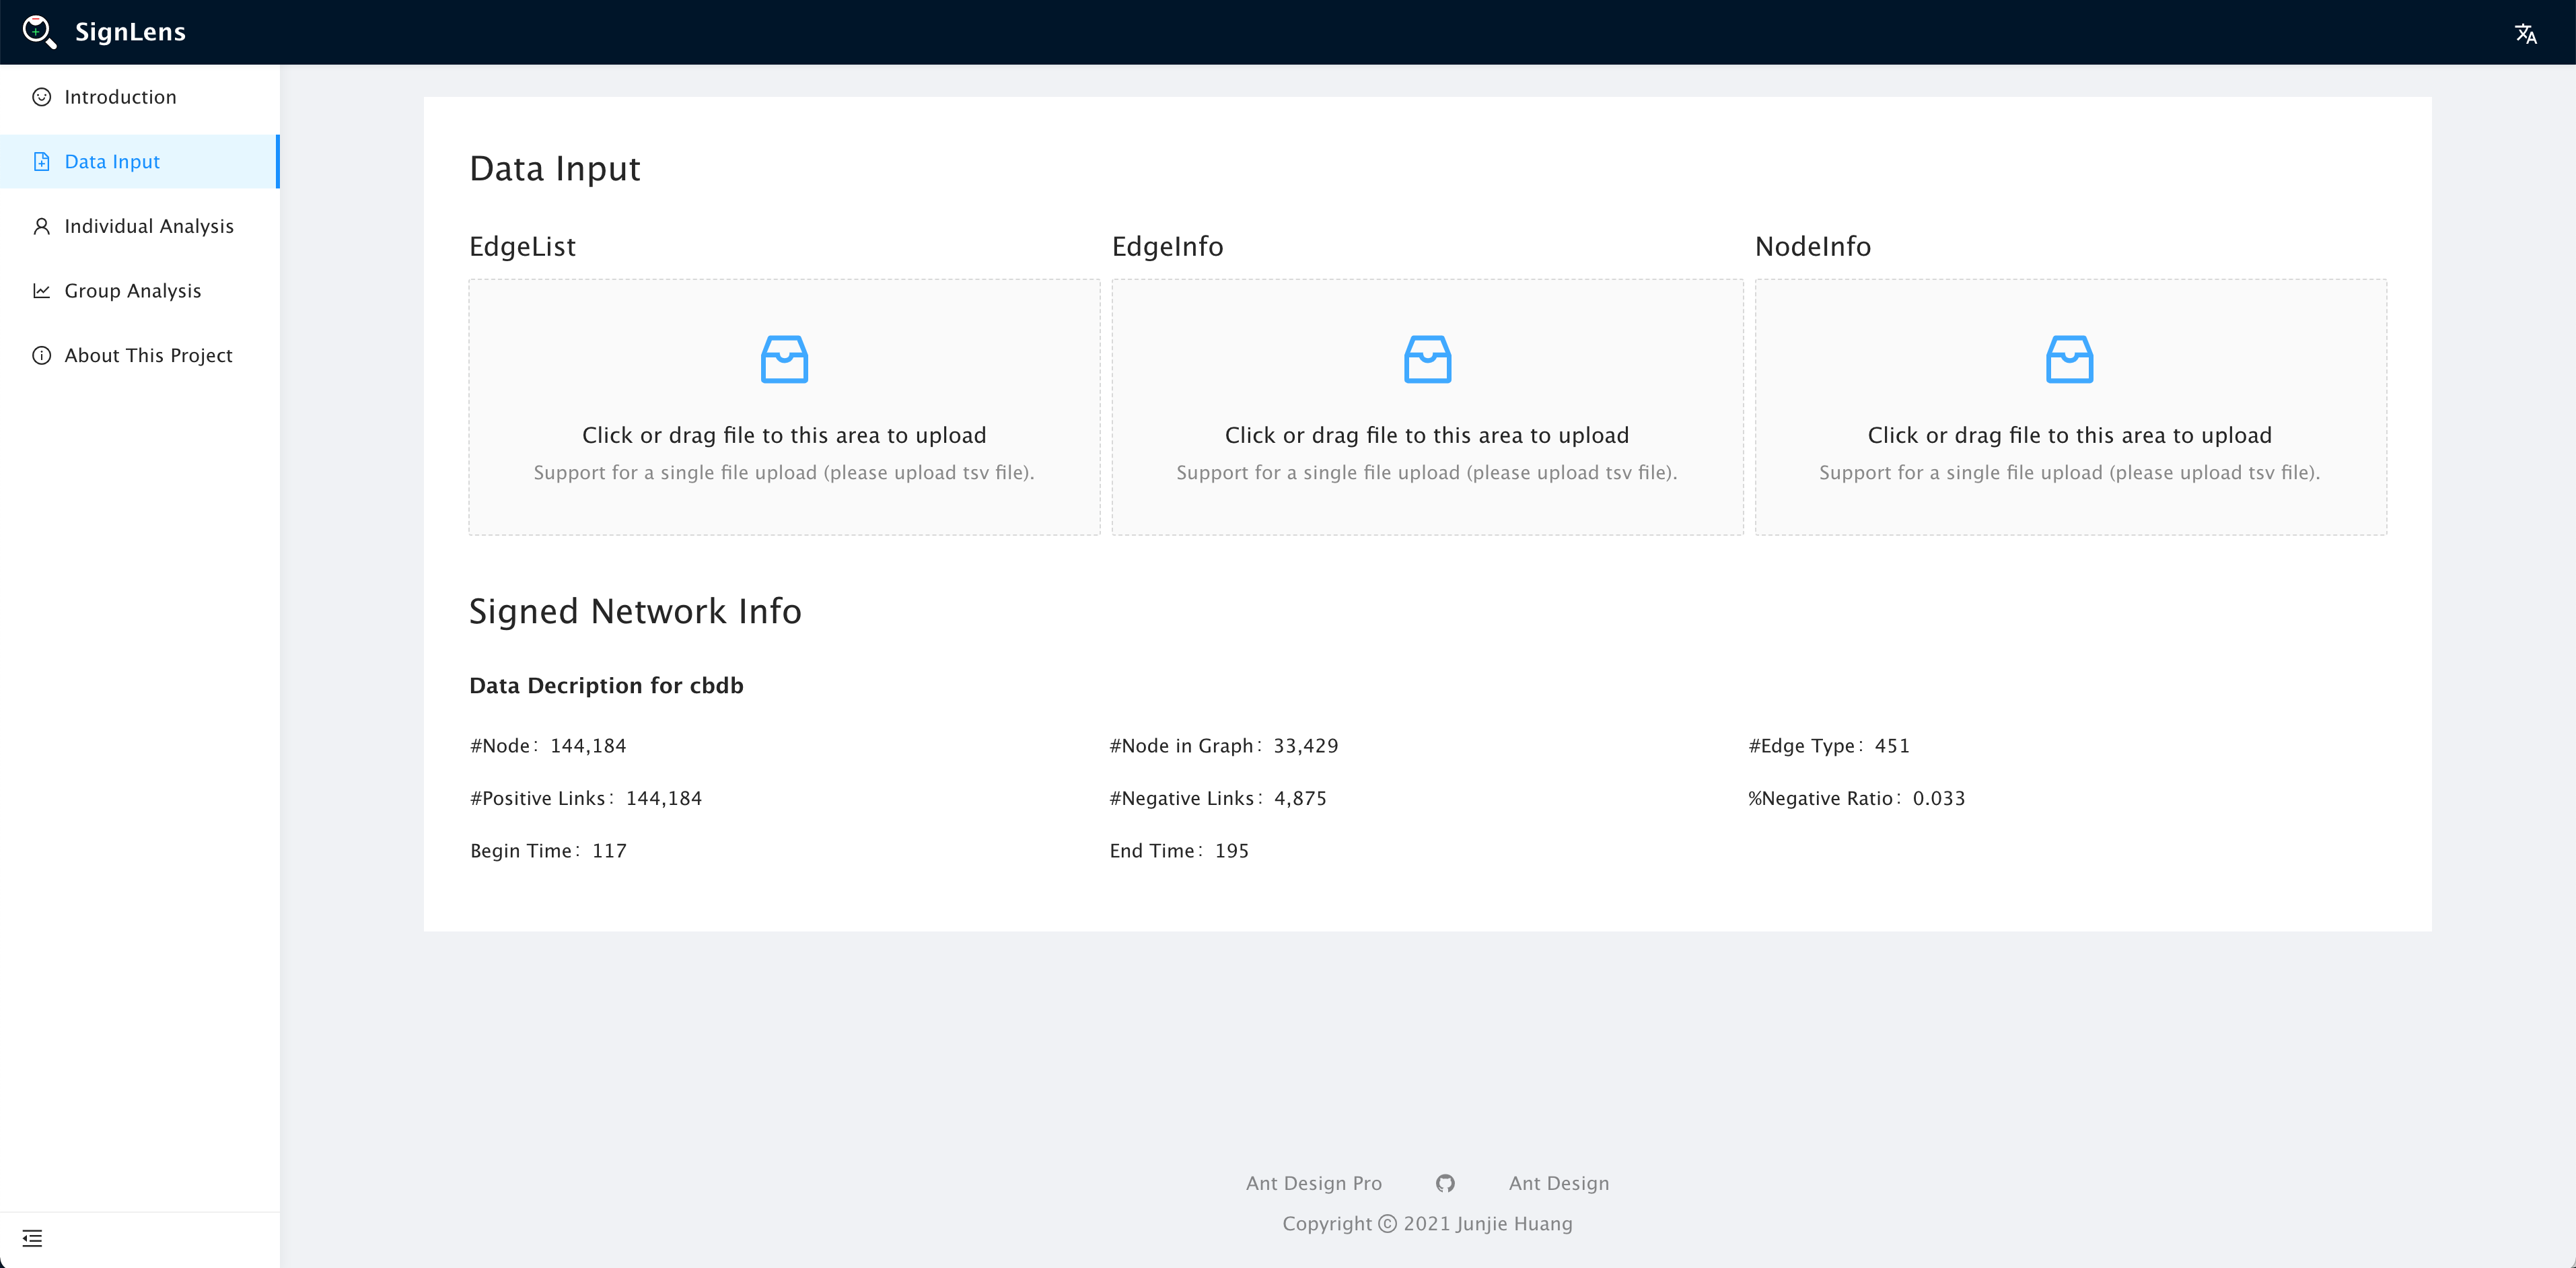 SignLens
Introduction
Data Input
Individual Analysis
Group Analysis
About This Project
Data Input
EdgeList
EdgeInfo
NodeInfo
Click or drag file to this area to upload
Support for a single file upload (please upload tsv file).
Click or drag file to this area to upload
Support for a single file upload (please upload tsv file).
Click or drag file to this area to upload
Support for a single file upload (please upload tsv file).
Signed Network Info
Data Decription for cbdb
#Node: 144,184
#Node in Graph: 33,429
#Edge Type: 451
#Positive Links: 144,184
#Negative Links: 4,875
%Negative Ratio: 0.033
Begin Time: 117
End Time: 195
Ant Design Pro
Ant Design
Copyright © 2021 Junjie Huang